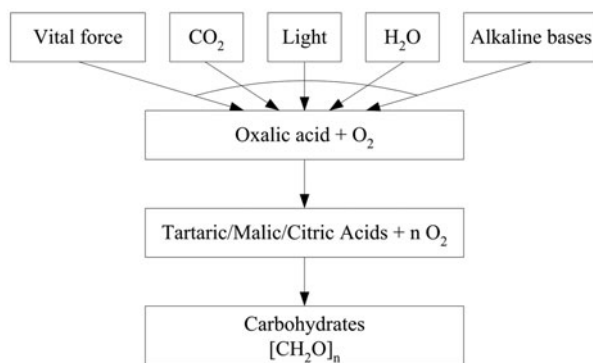 Vital force
CO₂
Light
H₂O
Alkaline bases
Oxalic acid + O₂
Tartaric/Malic/Citric Acids + n O₂
Carbohydrates
[CH₂O]ₙ